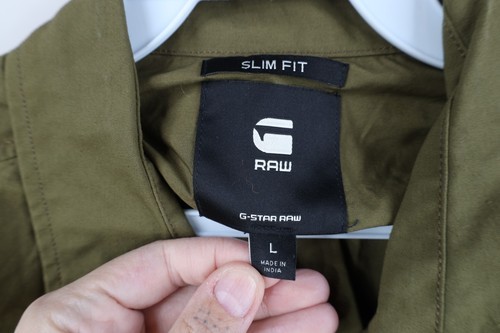 SLIM FIT
G
RAW
G-STAR RAW
L
MADE IN
INDIA